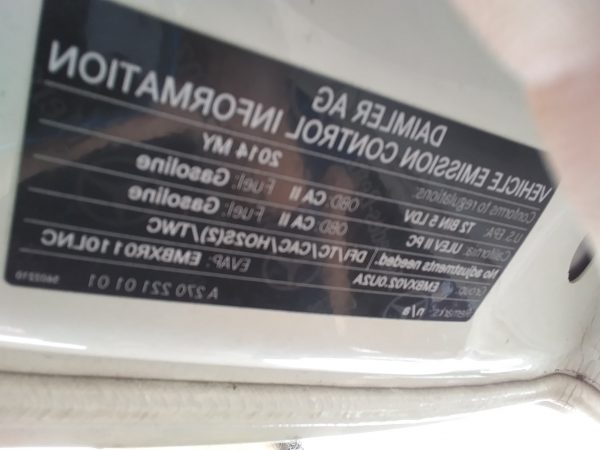 DAIMLER AG
VEHICLE EMISSION CONTROL INFORMATION
Conforms to regulations: 2014 MY
U.S. EPA: T2 BIN 5 LDV OBD: CA II Fuel: Gasoline
California: ULEV II PC OBD: CA II Fuel: Gasoline
No adjustments needed. DFI/TC/CAC/HO2S(2)/TWC
Group: EMBXV02.0U2A EVAP: EMBXR0110LNC
Remarks: n/a
A 270 221 01 01